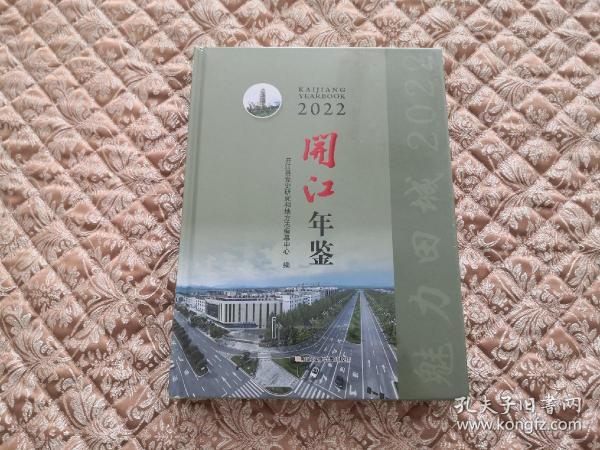 KAIJIANG
YEARBOOK
2022
開江
年鉴
开江县党史研究和地方志编纂中心 编
魅力田城 2022
孔夫子旧书网
www.kongfz.com